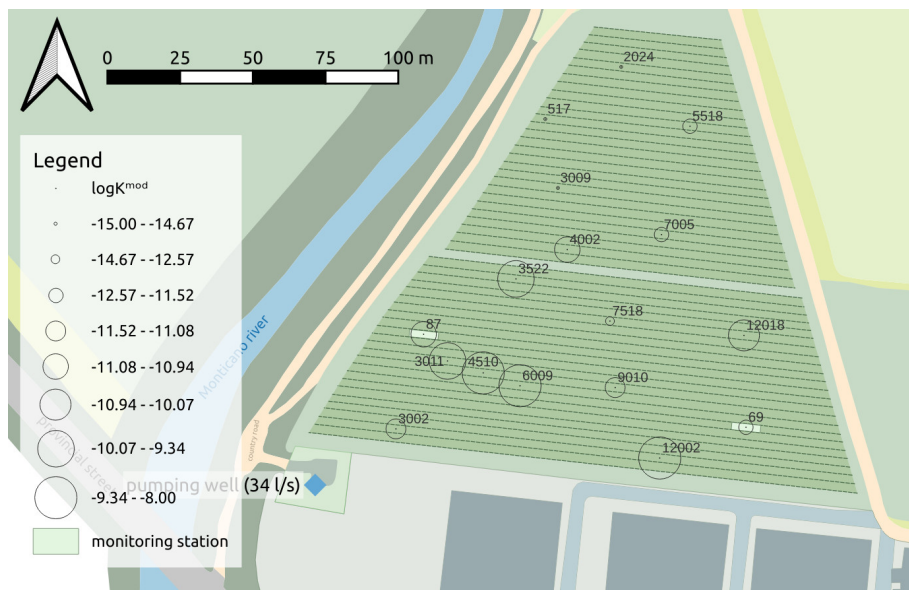 0 25 50 75 100 m
2024
517
5518
3009
7005
4002
3522
7518
12018
87
3011
4510
6009
9010
3002
69
12002
Legend
logKᵐᵒᵈ
-15.00 - -14.67
-14.67 - -12.57
-12.57 - -11.52
-11.52 - -11.08
-11.08 - -10.94
-10.94 - -10.07
-10.07 - -9.34
-9.34 - -8.00
monitoring station
Monticano river
provincial street
country road
pumping well (34 l/s)